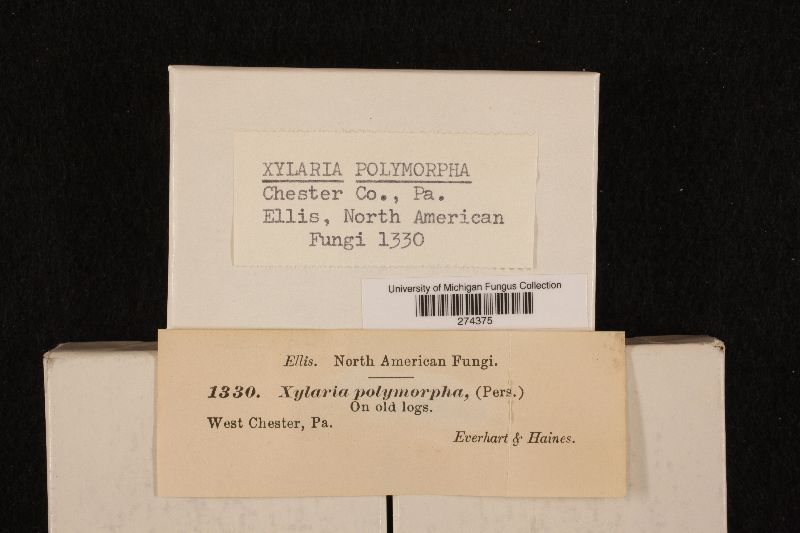 XYLARIA POLYMORPHA
Chester Co., Pa.
Ellis, North American
Fungi 1330
University of Michigan Fungus Collection
274375
Ellis. North American Fungi.
1330. Xylaria polymorpha, (Pers.)
On old logs.
West Chester, Pa.
Everhart & Haines.